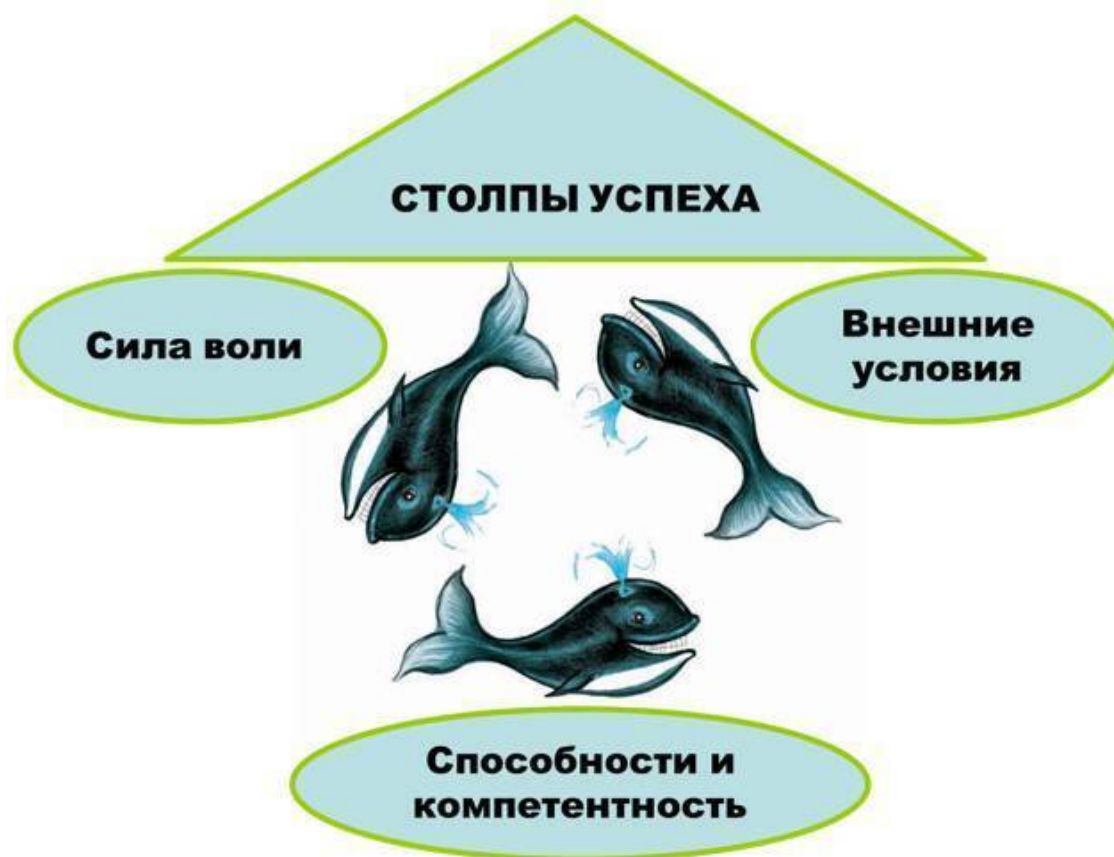 СТОЛПЫ УСПЕХА
Сила воли
Внешние
условия
Способности и
компетентность